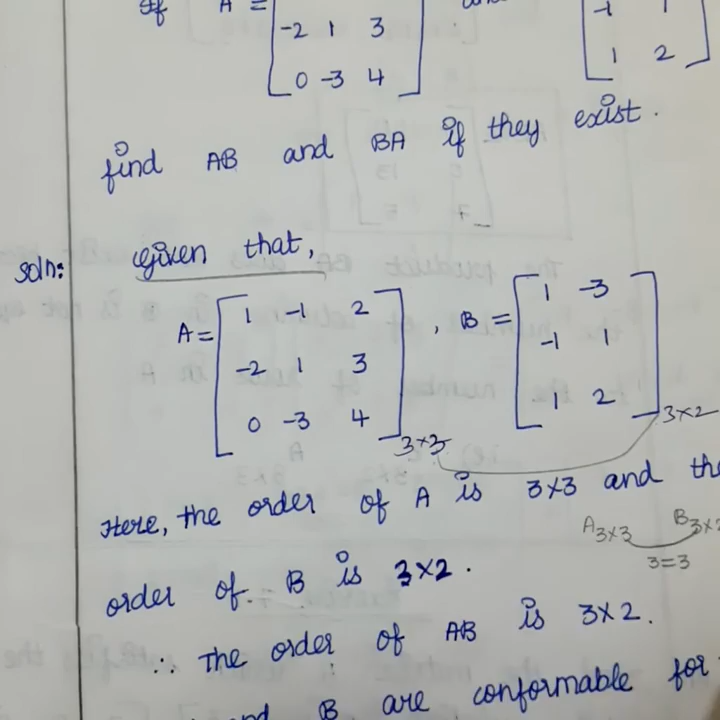 If A =
-2 1 3 -1 1
0 -3 4 1 2
find AB and BA if they exist.
Soln: Given that,
1 -1 2 1 -3
A = -2 1 3 , B = -1 1
0 -3 4 1 2
3×3 3×2
Here, the order of A is 3×3 and the
A3×3 B3×2
3=3
order of B is 3×2.
∴ The order of AB is 3×2.
B are conformable for